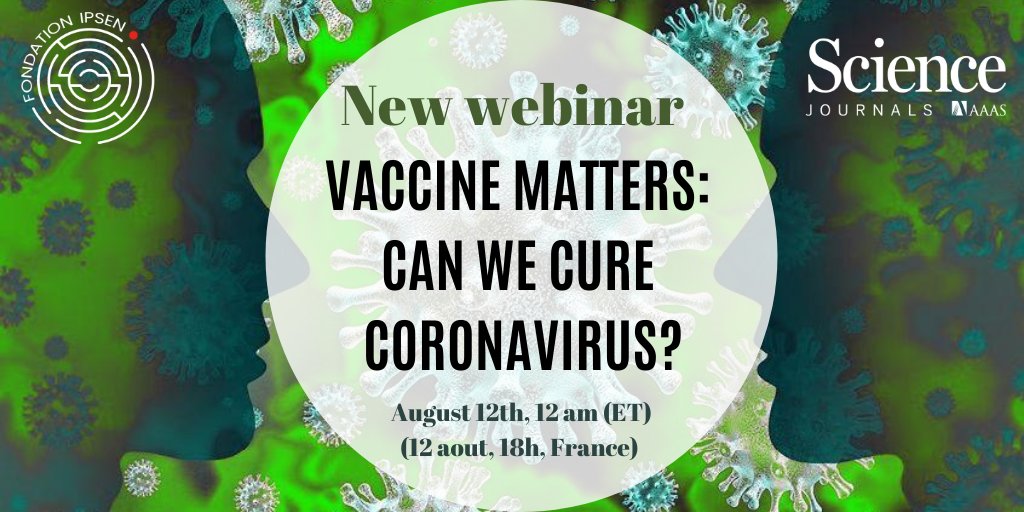 FONDATION IPSEN
Science
JOURNALS AAAS
New webinar
VACCINE MATTERS:
CAN WE CURE
CORONAVIRUS?
August 12th, 12 am (ET)
(12 aout, 18h, France)